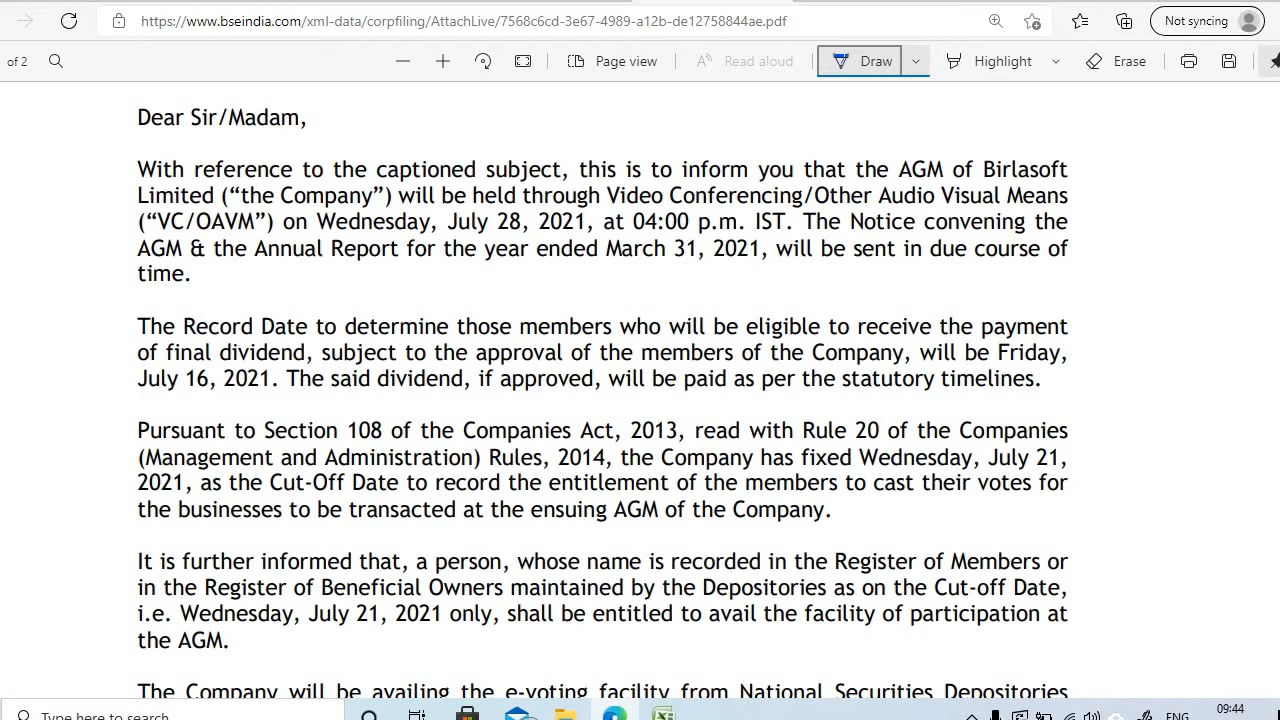 https://www.bseindia.com/xml-data/corpfiling/AttachLive/7568c6cd-3e67-4989-a12b-de12758844ae.pdf
Not syncing
of 2
Page view
Read aloud
Draw
Highlight
Erase
Dear Sir/Madam,
With reference to the captioned subject, this is to inform you that the AGM of Birlasoft
Limited (“the Company”) will be held through Video Conferencing/Other Audio Visual Means
(“VC/OAVM”) on Wednesday, July 28, 2021, at 04:00 p.m. IST. The Notice convening the
AGM & the Annual Report for the year ended March 31, 2021, will be sent in due course of
time.
The Record Date to determine those members who will be eligible to receive the payment
of final dividend, subject to the approval of the members of the Company, will be Friday,
July 16, 2021. The said dividend, if approved, will be paid as per the statutory timelines.
Pursuant to Section 108 of the Companies Act, 2013, read with Rule 20 of the Companies
(Management and Administration) Rules, 2014, the Company has fixed Wednesday, July 21,
2021, as the Cut-Off Date to record the entitlement of the members to cast their votes for
the businesses to be transacted at the ensuing AGM of the Company.
It is further informed that, a person, whose name is recorded in the Register of Members or
in the Register of Beneficial Owners maintained by the Depositories as on the Cut-off Date,
i.e. Wednesday, July 21, 2021 only, shall be entitled to avail the facility of participation at
the AGM.
The Company will be availing the e-voting facility from National Securities Depositories
Type here to search
ENG
09:44